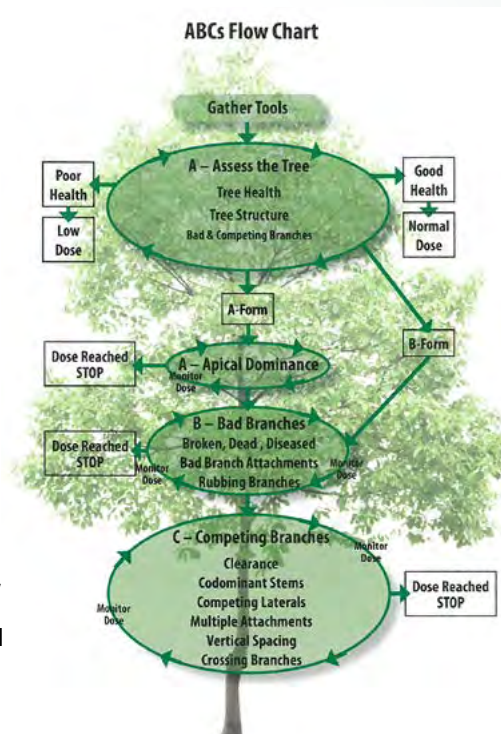 ABCs Flow Chart
Gather Tools
A – Assess the Tree
Tree Health
Tree Structure
Bad & Competing Branches
Poor
Health
Low
Dose
Good
Health
Normal
Dose
A-Form
B-Form
A – Apical Dominance
Monitor
Dose
Dose Reached
STOP
B – Bad Branches
Broken, Dead , Diseased
Bad Branch Attachments
Rubbing Branches
Dose Reached
STOP
Monitor
Dose
Monitor
Dose
C – Competing Branches
Clearance
Codominant Stems
Competing Laterals
Multiple Attachments
Vertical Spacing
Crossing Branches
Monitor
Dose
Monitor
Dose
Dose Reached
STOP